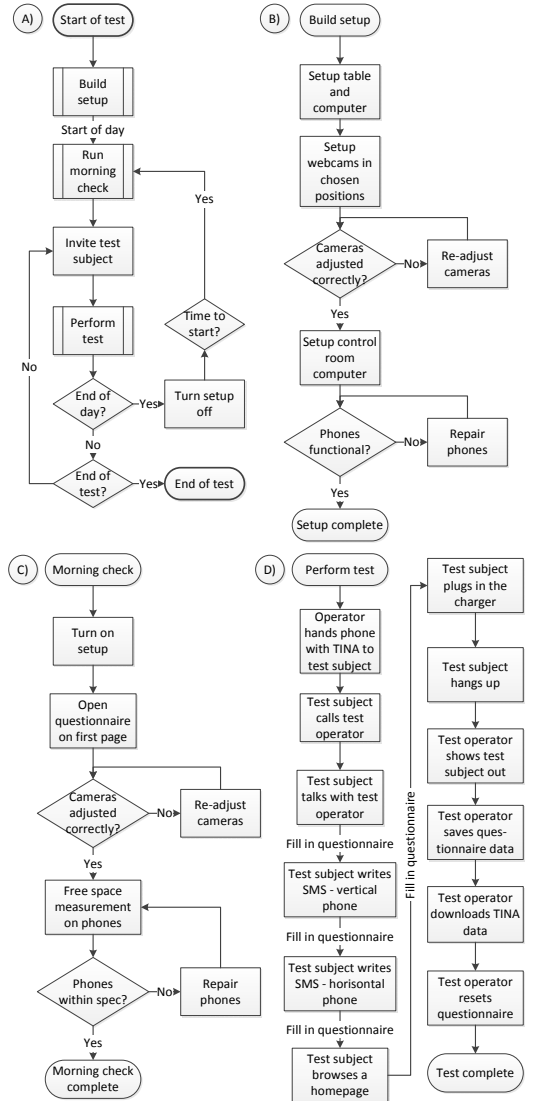 A)
Start of test
Build
setup
Start of day
Run
morning
check
Yes
Invite test
subject
Perform
test
Time to
start?
No
End of
day?
Yes
Turn setup
off
No
End of
test?
Yes
End of test
B)
Build setup
Setup table
and
computer
Setup
webcams in
chosen
positions
Cameras
adjusted
correctly?
No
Re-adjust
cameras
Yes
Setup control
room
computer
Phones
functional?
No
Repair
phones
Yes
Setup complete
C)
Morning check
Turn on
setup
Open
questionnaire
on first page
Cameras
adjusted
correctly?
No
Re-adjust
cameras
Yes
Free space
measurement
on phones
Phones
within spec?
No
Repair
phones
Yes
Morning check
complete
D)
Perform test
Operator
hands phone
with TINA to
test subject
Test subject
calls test
operator
Test subject
talks with test
operator
Fill in questionnaire
Test subject writes
SMS - vertical
phone
Fill in questionnaire
Test subject writes
SMS - horisontal
phone
Fill in questionnaire
Test subject
browses a
homepage
Fill in questionnaire
Test subject
plugs in the
charger
Test subject
hangs up
Test operator
shows test
subject out
Test operator
saves ques-
tionnaire data
Test operator
downloads TINA
data
Test operator
resets
questionnaire
Test complete